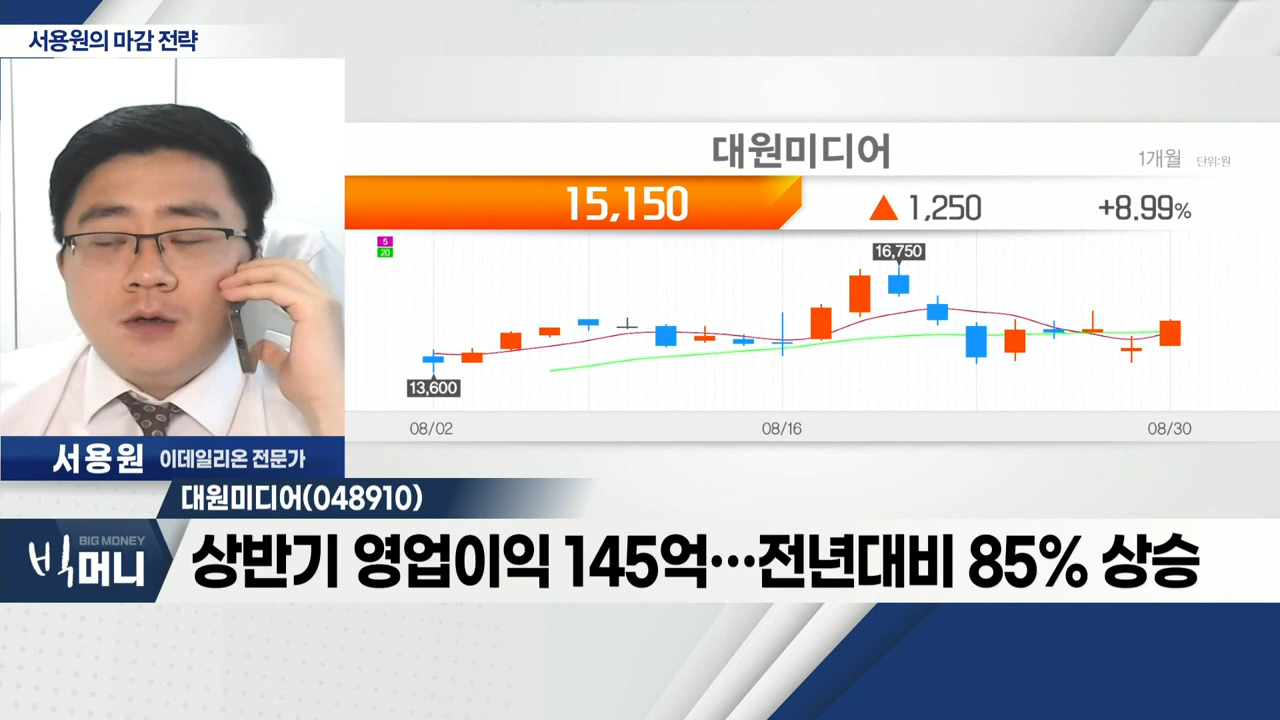 서용원의 마감 전략
대원미디어
1개월 단위:원
15,150 ▲ 1,250 +8.99%
5
20
16,750
13,600
08/02 08/16 08/30
서용원 이데일리온 전문가
대원미디어(048910)
BIG MONEY
빅머니
상반기 영업이익 145억…전년대비 85% 상승